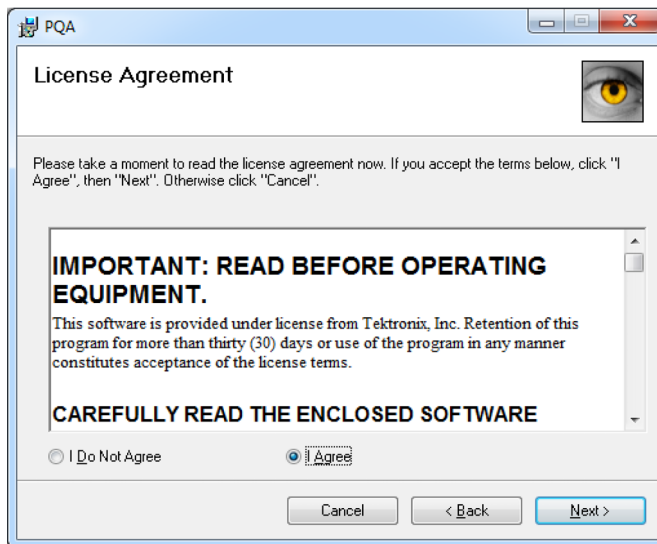 PQA
License Agreement
Please take a moment to read the license agreement now. If you accept the terms below, click "I
Agree", then "Next". Otherwise click "Cancel".
IMPORTANT: READ BEFORE OPERATING
EQUIPMENT.
This software is provided under license from Tektronix, Inc. Retention of this
program for more than thirty (30) days or use of the program in any manner
constitutes acceptance of the license terms.
CAREFULLY READ THE ENCLOSED SOFTWARE
I Do Not Agree I Agree
Cancel < Back Next >